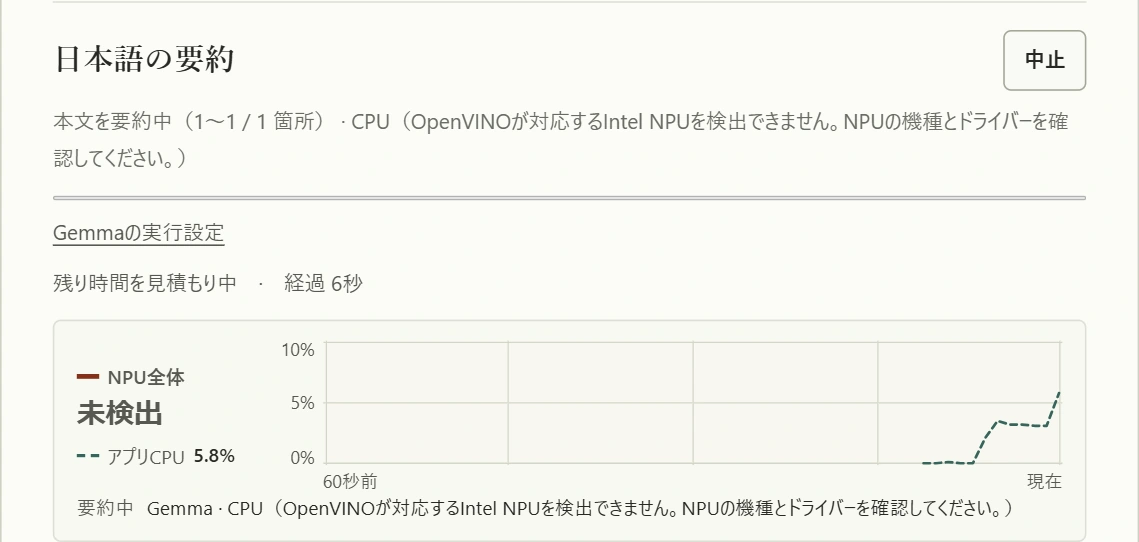 日本語の要約
中止
本文を要約中（1～1 / 1 箇所） · CPU（OpenVINOが対応するIntel NPUを検出できません。NPUの機種とドライバーを確
認してください。）
Gemmaの実行設定
残り時間を見積もり中 · 経過 6秒
NPU全体
未検出
アプリCPU 5.8%
10%
5%
0%
60秒前
現在
要約中 Gemma · CPU（OpenVINOが対応するIntel NPUを検出できません。NPUの機種とドライバーを確認してください。）